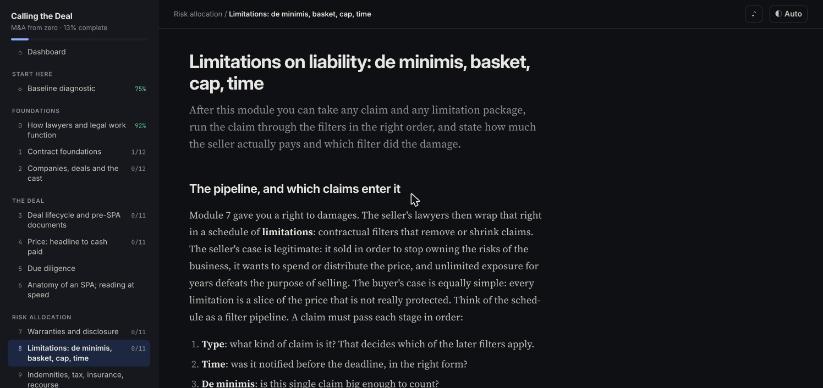 Calling the Deal
M&A from zero · 13% complete
Dashboard
START HERE
Baseline diagnostic 75%
FOUNDATIONS
0 How lawyers and legal work 92%
function
1 Contract foundations 1/12
2 Companies, deals and the 0/12
cast
THE DEAL
3 Deal lifecycle and pre-SPA 0/11
documents
4 Price: headline to cash 0/11
paid
5 Due diligence
6 Anatomy of an SPA; reading at
speed
RISK ALLOCATION
7 Warranties and disclosure 0/11
8 Limitations: de minimis, 0/11
basket, cap, time
9 Indemnities, tax, insurance,
recourse
Risk allocation / Limitations: de minimis, basket, cap, time
Auto
Limitations on liability: de minimis, basket,
cap, time
After this module you can take any claim and any limitation package,
run the claim through the filters in the right order, and state how much
the seller actually pays and which filter did the damage.
The pipeline, and which claims enter it
Module 7 gave you a right to damages. The seller's lawyers then wrap that right
in a schedule of limitations: contractual filters that remove or shrink claims.
The seller's case is legitimate: it sold in order to stop owning the risks of the
business, it wants to spend or distribute the price, and unlimited exposure for
years defeats the purpose of selling. The buyer's case is equally simple: every
limitation is a slice of the price that is not really protected. Think of the sched-
ule as a filter pipeline. A claim must pass each stage in order:
1. Type: what kind of claim is it? That decides which of the later filters apply.
2. Time: was it notified before the deadline, in the right form?
3. De minimis: is this single claim big enough to count?